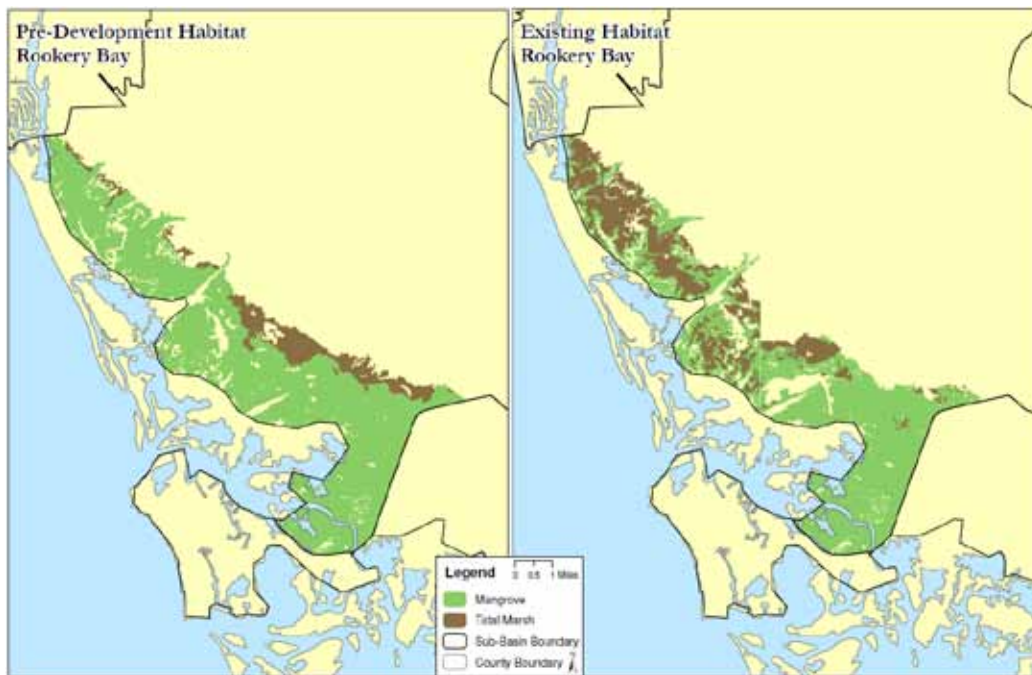 Pre-Development Habitat
Rookery Bay
Existing Habitat
Rookery Bay
Legend
0 0.5 1 Miles
Mangrove
Tidal Marsh
Sub-Basin Boundary
County Boundary